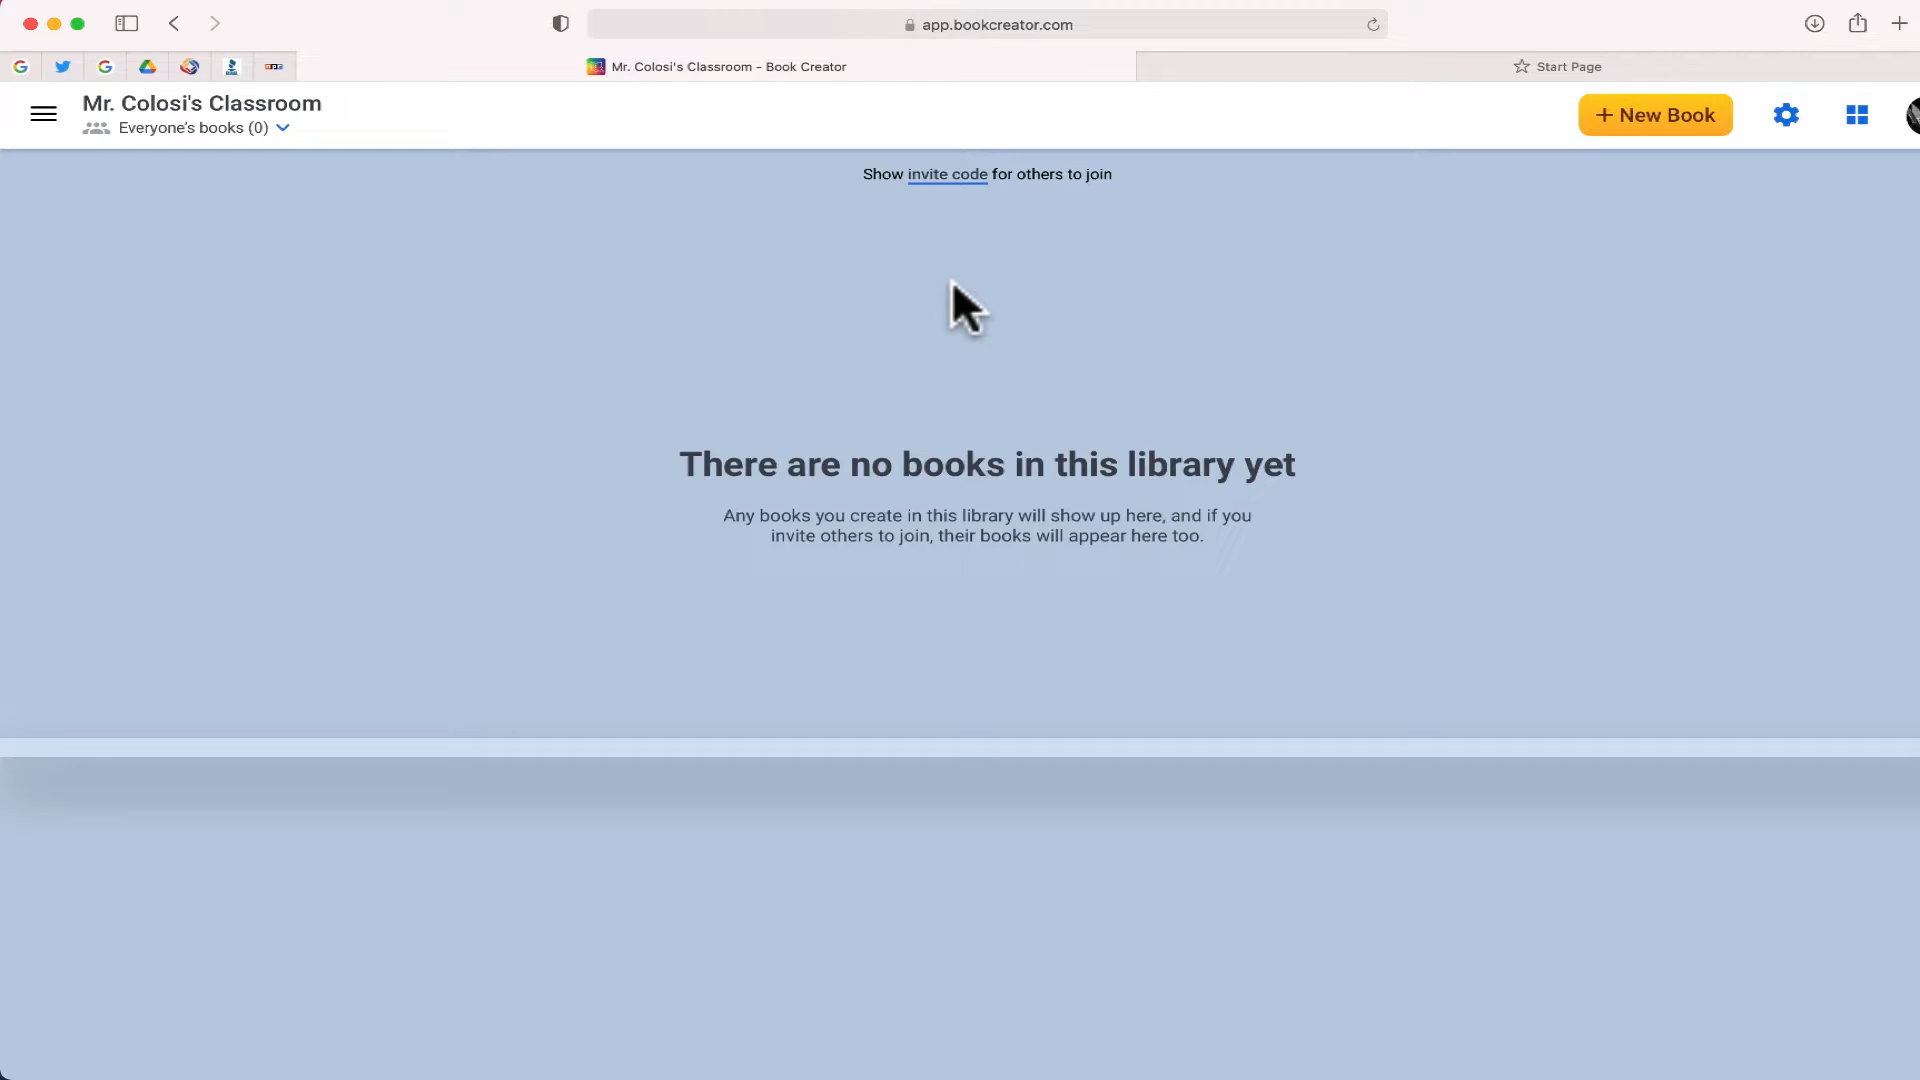 app.bookcreator.com
Mr. Colosi's Classroom - Book Creator
Start Page
Mr. Colosi's Classroom
Everyone's books (0)
+ New Book
Show invite code for others to join
There are no books in this library yet
Any books you create in this library will show up here, and if you
invite others to join, their books will appear here too.